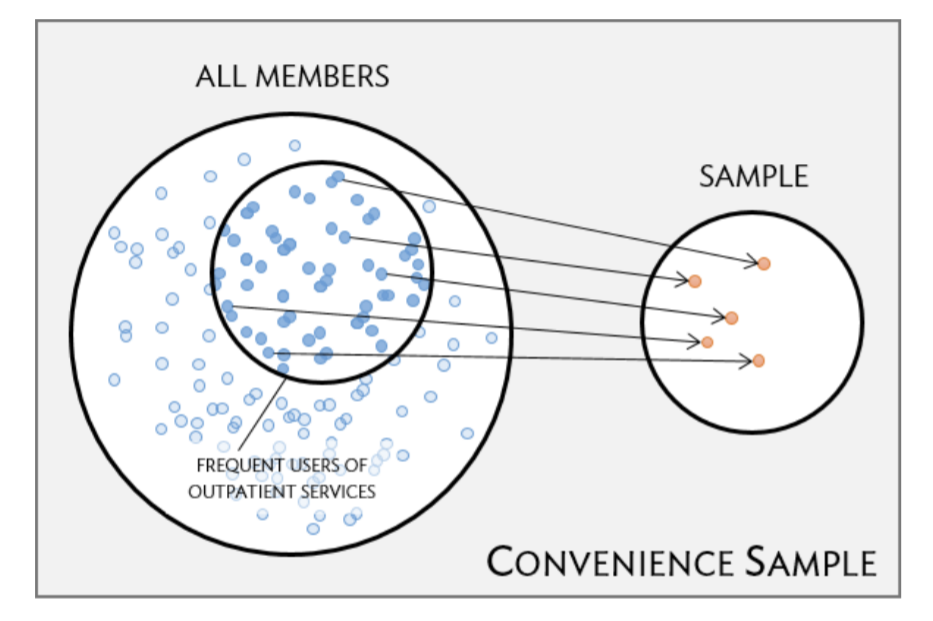 ALL MEMBERS
SAMPLE
FREQUENT USERS OF
OUTPATIENT SERVICES
CONVENIENCE SAMPLE